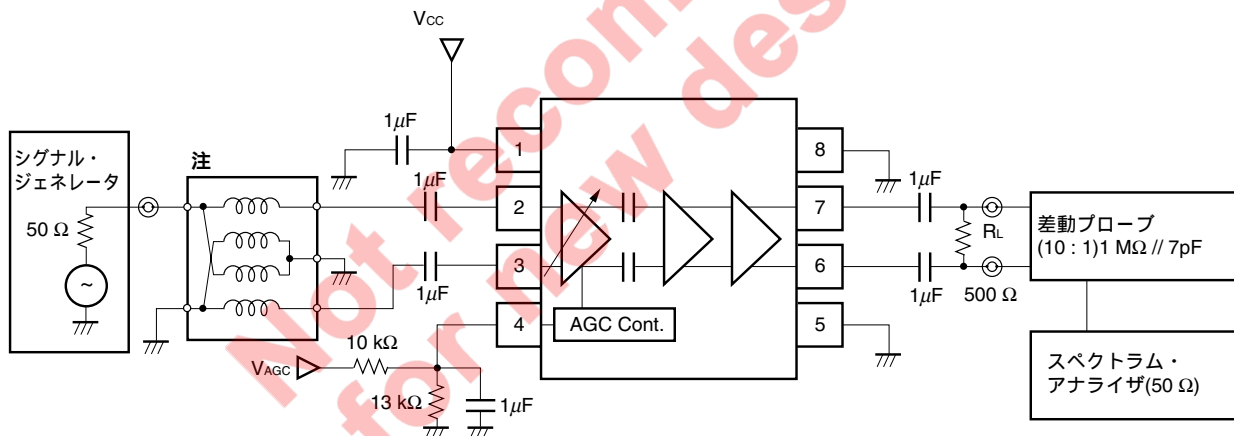 Not recom
for new des
VCC
1μF
シグナル・
ジェネレータ
50 Ω
~
注
1μF
1μF
VAGC
10 kΩ
13 kΩ
1μF
1
2
3
4
AGC Cont.
8
7
6
5
1μF
1μF
RL
500 Ω
差動プローブ
(10 : 1)1 MΩ // 7pF
スペクトラム・
アナライザ(50 Ω)